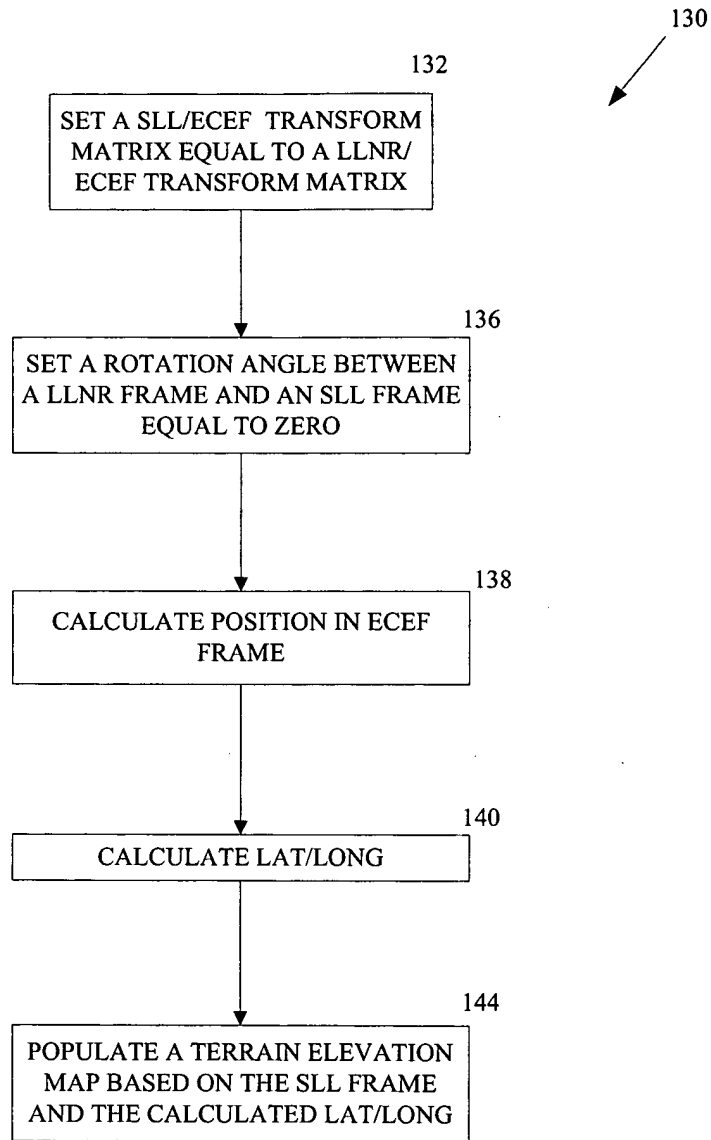 130
132
SET A SLL/ECEF TRANSFORM
MATRIX EQUAL TO A LLNR/
ECEF TRANSFORM MATRIX
136
SET A ROTATION ANGLE BETWEEN
A LLNR FRAME AND AN SLL FRAME
EQUAL TO ZERO
138
CALCULATE POSITION IN ECEF
FRAME
140
CALCULATE LAT/LONG
144
POPULATE A TERRAIN ELEVATION
MAP BASED ON THE SLL FRAME
AND THE CALCULATED LAT/LONG